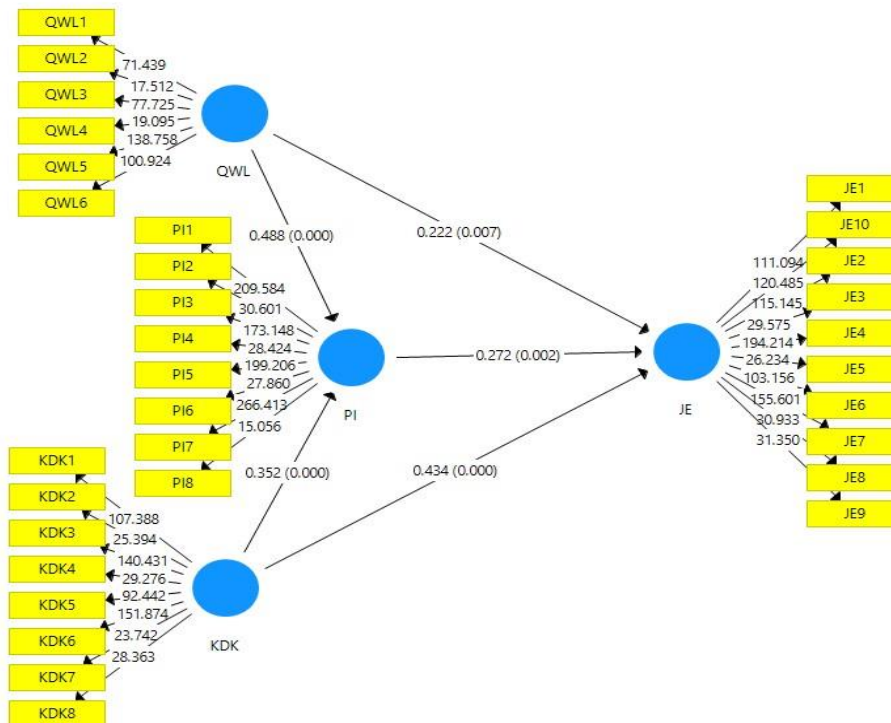 QWL1
QWL2
QWL3
QWL4
QWL5
QWL6
71.439
17.512
77.725
19.095
138.758
100.924
QWL
0.488 (0.000)
0.222 (0.007)
PI1
PI2
PI3
PI4
PI5
PI6
PI7
PI8
209.584
30.601
173.148
28.424
199.206
27.860
266.413
15.056
PI
0.272 (0.002)
0.352 (0.000)
0.434 (0.000)
KDK1
KDK2
KDK3
KDK4
KDK5
KDK6
KDK7
KDK8
107.388
25.394
140.431
29.276
92.442
151.874
23.742
28.363
KDK
JE
111.094
120.485
115.145
29.575
194.214
26.234
103.156
155.601
30.933
31.350
JE1
JE10
JE2
JE3
JE4
JE5
JE6
JE7
JE8
JE9